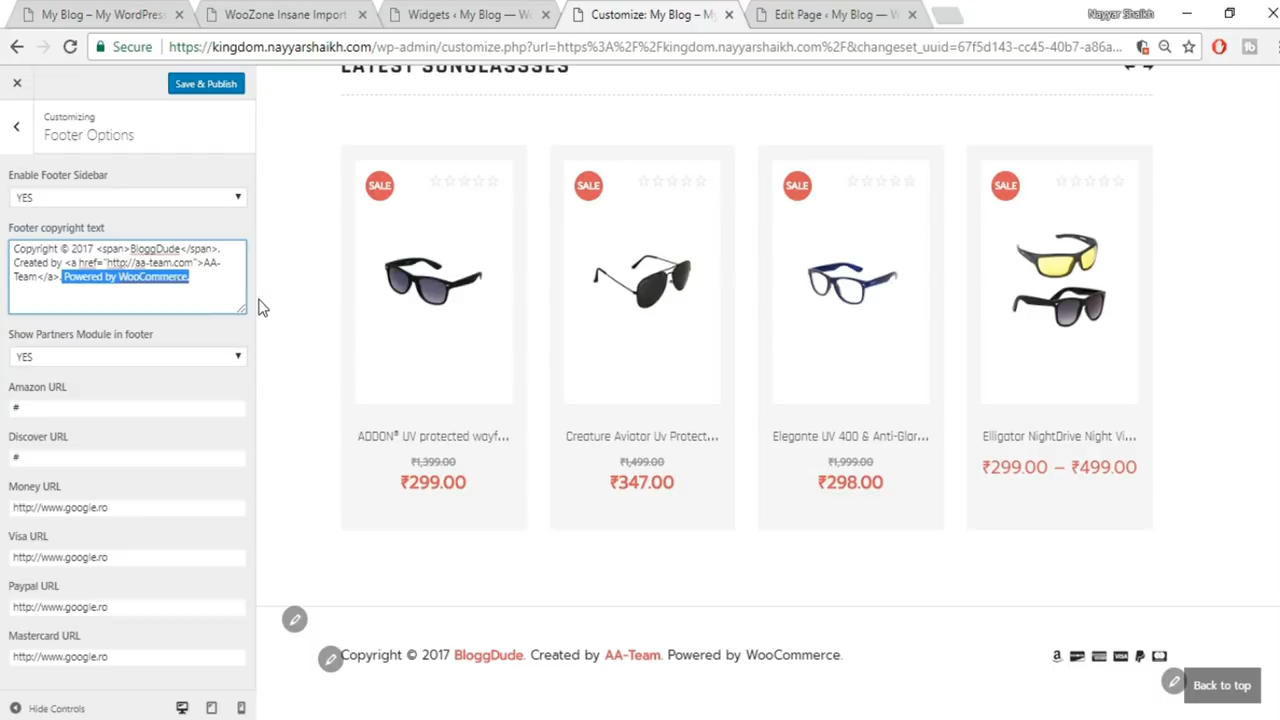 My Blog – My WordPress
WooZone Insane Import
Widgets ‹ My Blog — W
Customize: My Blog – M
Edit Page ‹ My Blog — W
Nayyar Shaikh
Secure
https://kingdom.nayyarshaikh.com/wp-admin/customize.php?url=https%3A%2F%2Fkingdom.nayyarshaikh.com%2F&changeset_uuid=67f5d143-cc45-40b7-a86a...
Save & Publish
Customizing
Footer Options
Enable Footer Sidebar
YES
Footer copyright text
Copyright © 2017 <span>BloggDude</span>.
Created by <a href="http://aa-team.com">AA-
Team</a>. Powered by WooCommerce.
Show Partners Module in footer
YES
Amazon URL
#
Discover URL
#
Money URL
http://www.google.ro
Visa URL
http://www.google.ro
Paypal URL
http://www.google.ro
Mastercard URL
http://www.google.ro
Hide Controls
LATEST SUNGLASSSES
SALE
SALE
SALE
SALE
ADDON® UV protected wayf...
Creature Aviator Uv Protect...
Elegante UV 400 & Anti-Glar...
Elligator NightDrive Night Vi...
₹1,399.00
₹1,499.00
₹1,999.00
₹299.00
₹347.00
₹298.00
₹299.00 – ₹499.00
Copyright © 2017 BloggDude. Created by AA-Team. Powered by WooCommerce.
VISA
Back to top